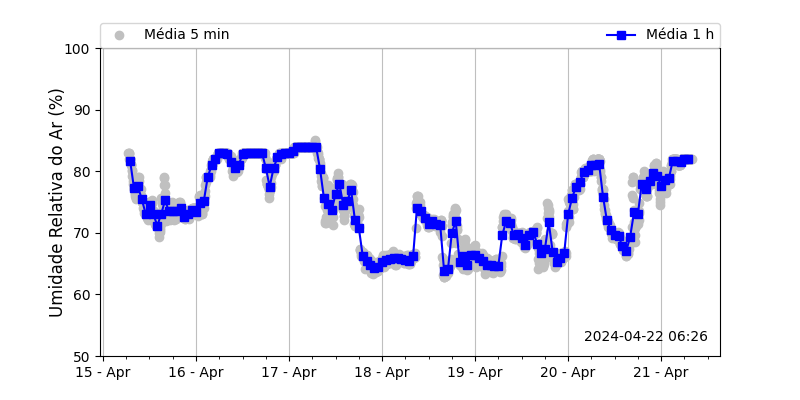 Média 5 min Média 1 h
100
90
80
70
60
50
Umidade Relativa do Ar (%)
2024-04-22 06:26
15 - Apr 16 - Apr 17 - Apr 18 - Apr 19 - Apr 20 - Apr 21 - Apr